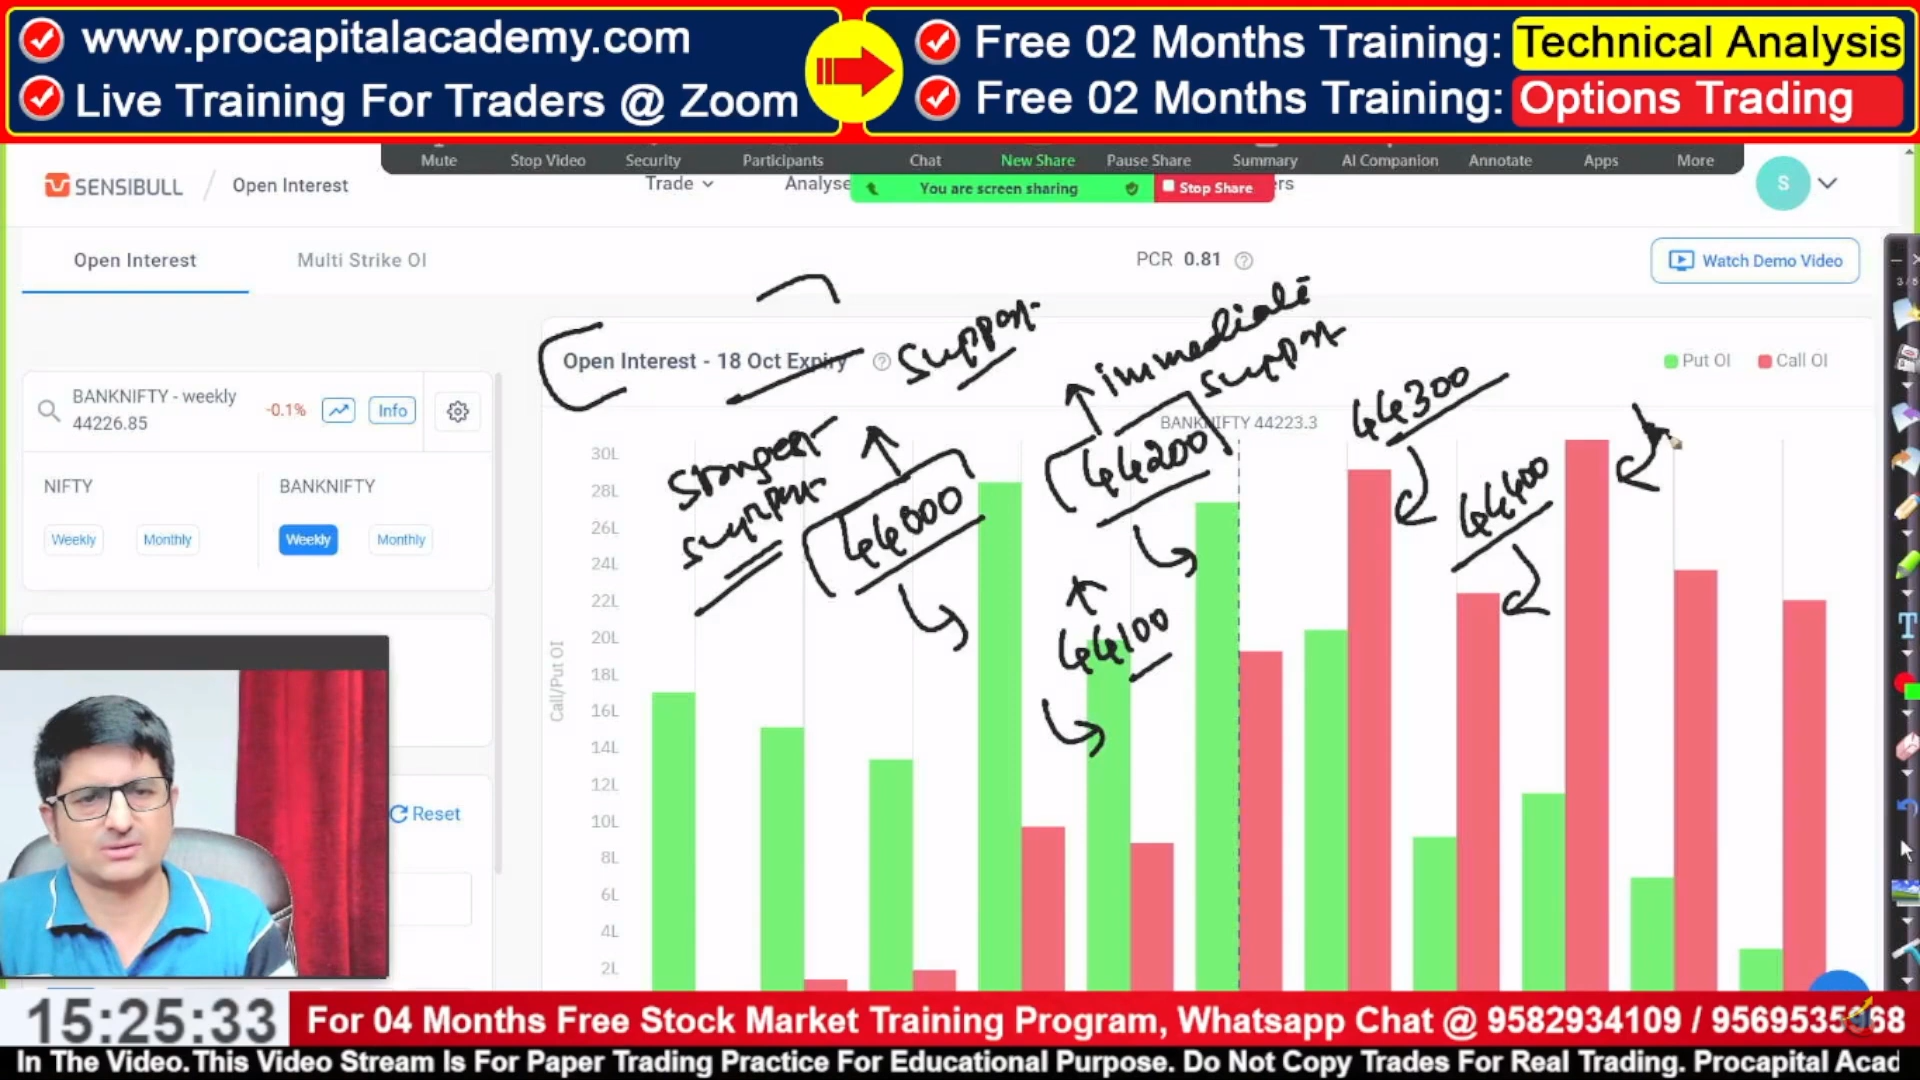 www.procapitalacademy.com
Live Training For Traders @ Zoom
Free 02 Months Training: Technical Analysis
Free 02 Months Training: Options Trading
Mute
Stop Video
Security
Participants
Chat
New Share
Pause Share
Summary
AI Companion
Annotate
Apps
More
SENSIBULL
Open Interest
Trade
Analyse
You are screen sharing
Stop Share
ers
S
Open Interest
Multi Strike OI
PCR 0.81
Watch Demo Video
BANKNIFTY - weekly
44226.85
-0.1%
Info
NIFTY
BANKNIFTY
Weekly
Monthly
Weekly
Monthly
Reset
Open Interest - 18 Oct Expiry
Put OI
Call OI
BANKNIFTY 44223.3
support
immediate
support
strongest
support
44000
44200
44100
44300
44400
Call/Put OI
30L
28L
26L
24L
22L
20L
18L
16L
14L
12L
10L
8L
6L
4L
2L
15:25:33
For 04 Months Free Stock Market Training Program, Whatsapp Chat @ 9582934109 /
In The Video.This Video Stream Is For Paper Trading Practice For Educational Purpose. Do Not Copy Trades For Real Trading. Procapital Acad